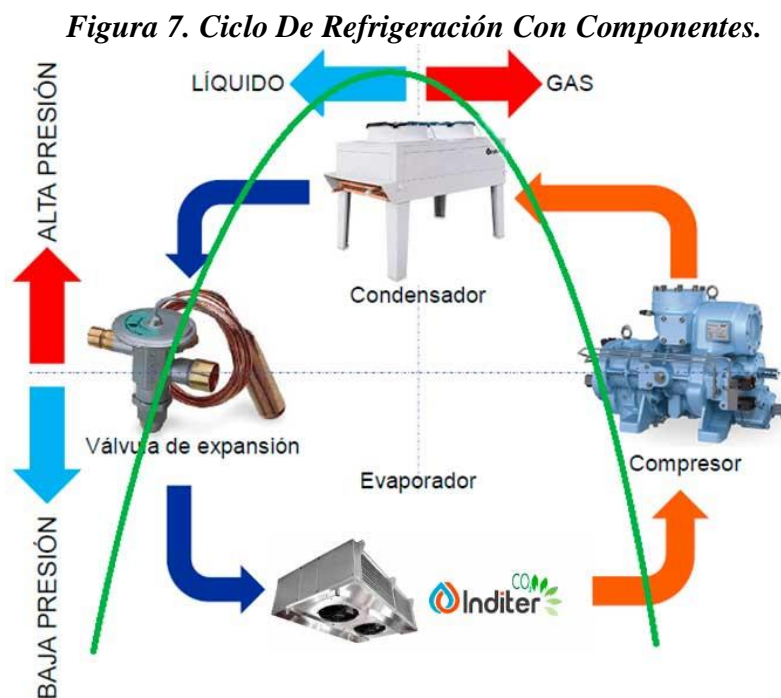 Figura 7. Ciclo De Refrigeración Con Componentes.
LÍQUIDO
GAS
ALTA PRESIÓN
Condensador
Válvula de expansión
Compresor
Evaporador
BAJA PRESIÓN
CO2
Inditer